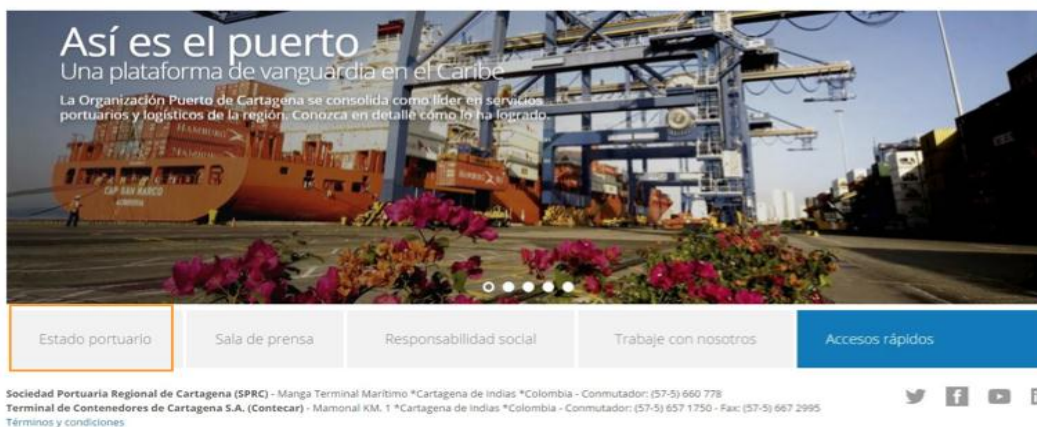 Así es el puerto
Una plataforma de vanguardia en el Caribe
La Organización Puerto de Cartagena se consolida como líder en servicios
portuarios y logísticos de la región. Conozca en detalle cómo lo ha logrado.
HAMBURG
CAP SAN MARCO
Estado portuario
Sala de prensa
Responsabilidad social
Trabaje con nosotros
Accesos rápidos
Sociedad Portuaria Regional de Cartagena (SPRC) - Manga Terminal Marítimo *Cartagena de Indias *Colombia - Conmutador: (57-5) 660 778
Terminal de Contenedores de Cartagena S.A. (Contecar) - Mamonal KM. 1 *Cartagena de Indias *Colombia - Conmutador: (57-5) 657 1750 - Fax: (57-5) 667 2995
Términos y condiciones